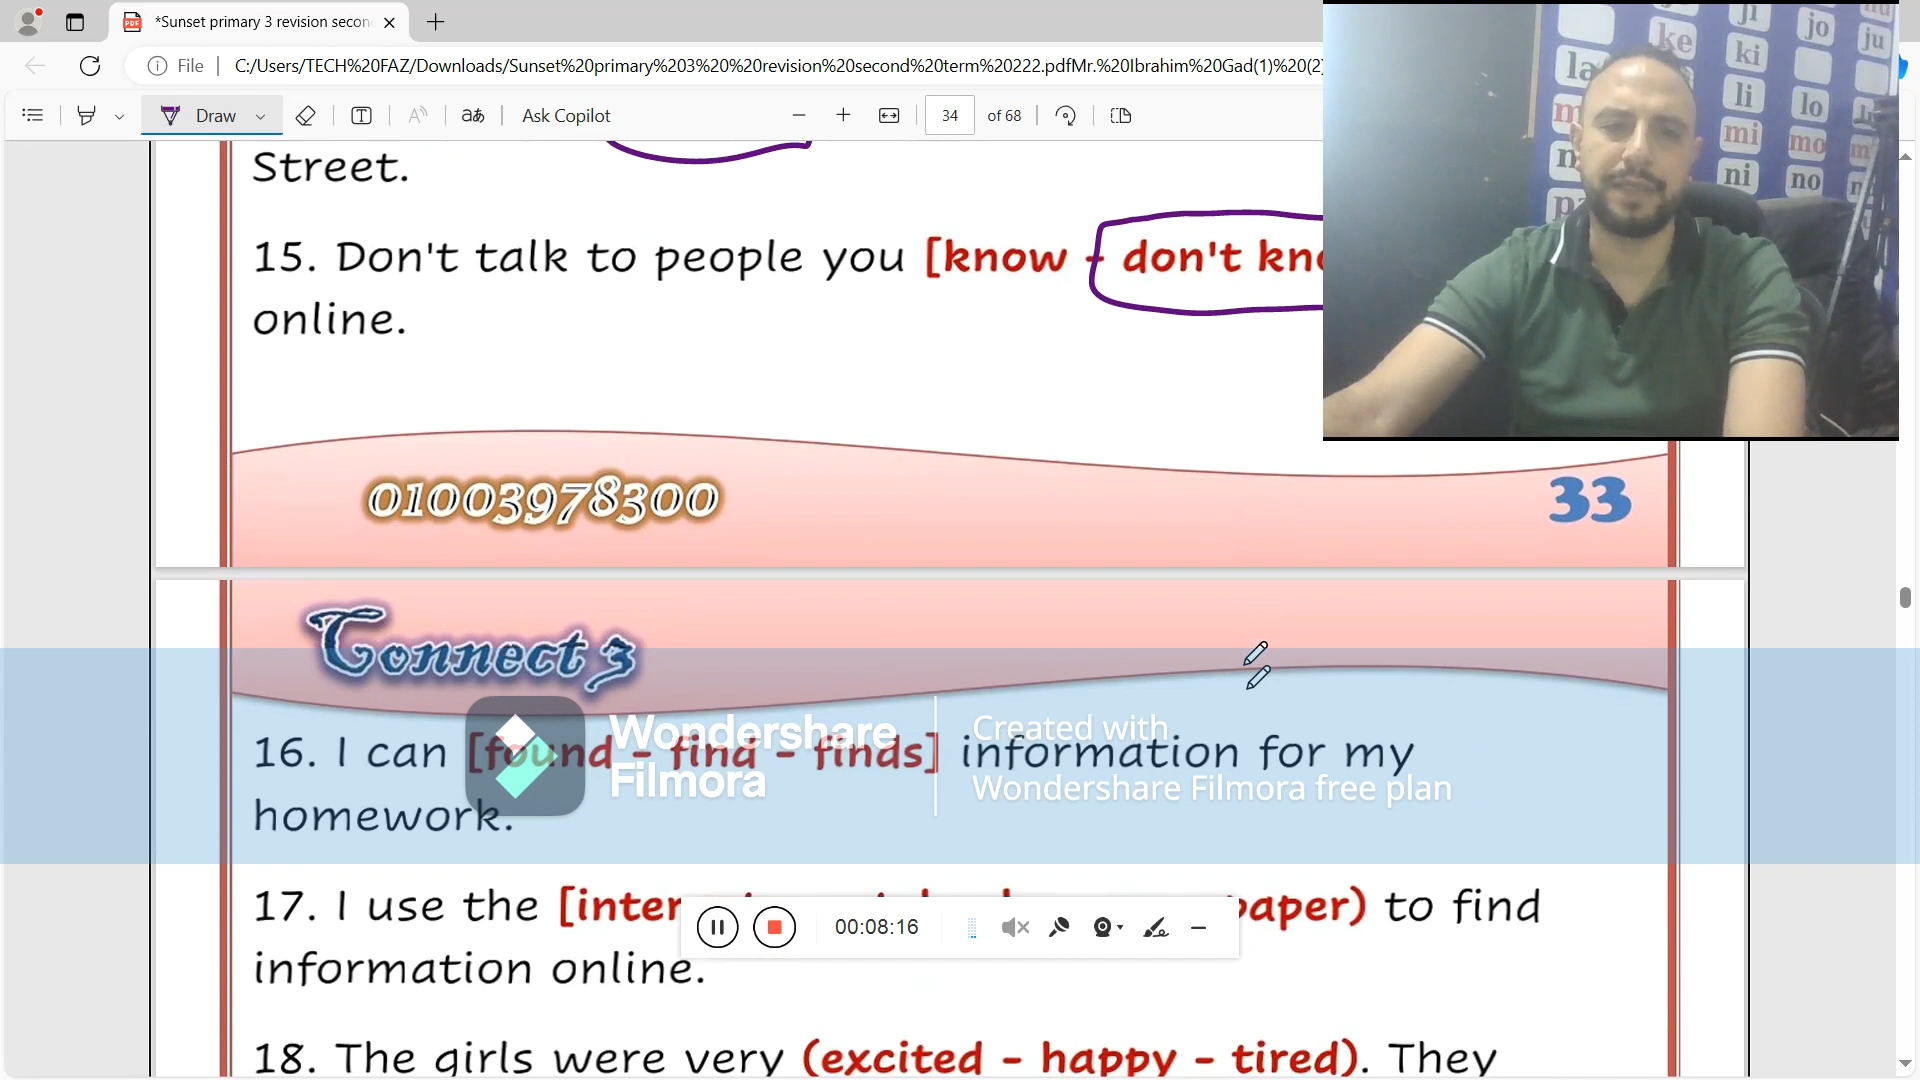 *Sunset primary 3 revision secon
File
C:/Users/TECH%20FAZ/Downloads/Sunset%20primary%203%20%20revision%20second%20term%20222.pdfMr.%20Ibrahim%20Gad(1)%20(2)
Draw
Ask Copilot
34 of 68
ke ji jo ju
la ki
li lo
mi mo
ni no
Street.
15. Don't talk to people you [know - don't kno
online.
01003978300
33
Connect 3
16. I can [found - find - finds] information for my
homework.
Wondershare
Filmora
Created with
Wondershare Filmora free plan
17. I use the [inter paper) to find
information online.
00:08:16
18. The girls were very (excited - happy - tired). They